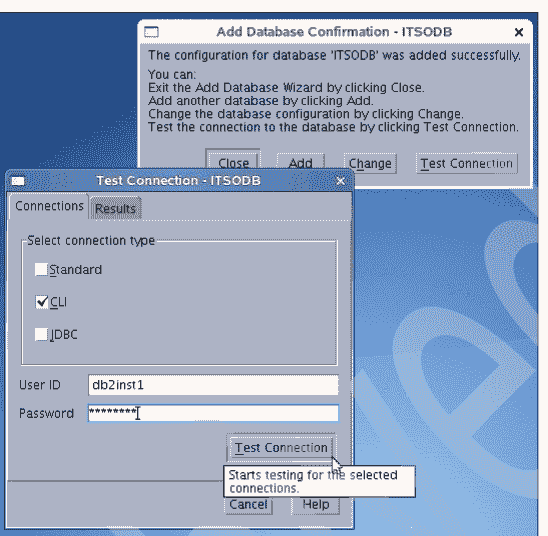 Add Database Confirmation - ITSODB
The configuration for database 'ITSODB' was added successfully.
You can:
Exit the Add Database Wizard by clicking Close.
Add another database by clicking Add.
Change the database configuration by clicking Change.
Test the connection to the database by clicking Test Connection.
Close Add Change Test Connection
Test Connection - ITSODB
Connections Results
Select connection type
Standard
CLI
JDBC
User ID db2inst1
Password ********
Test Connection
Starts testing for the selected
connections.
Cancel Help